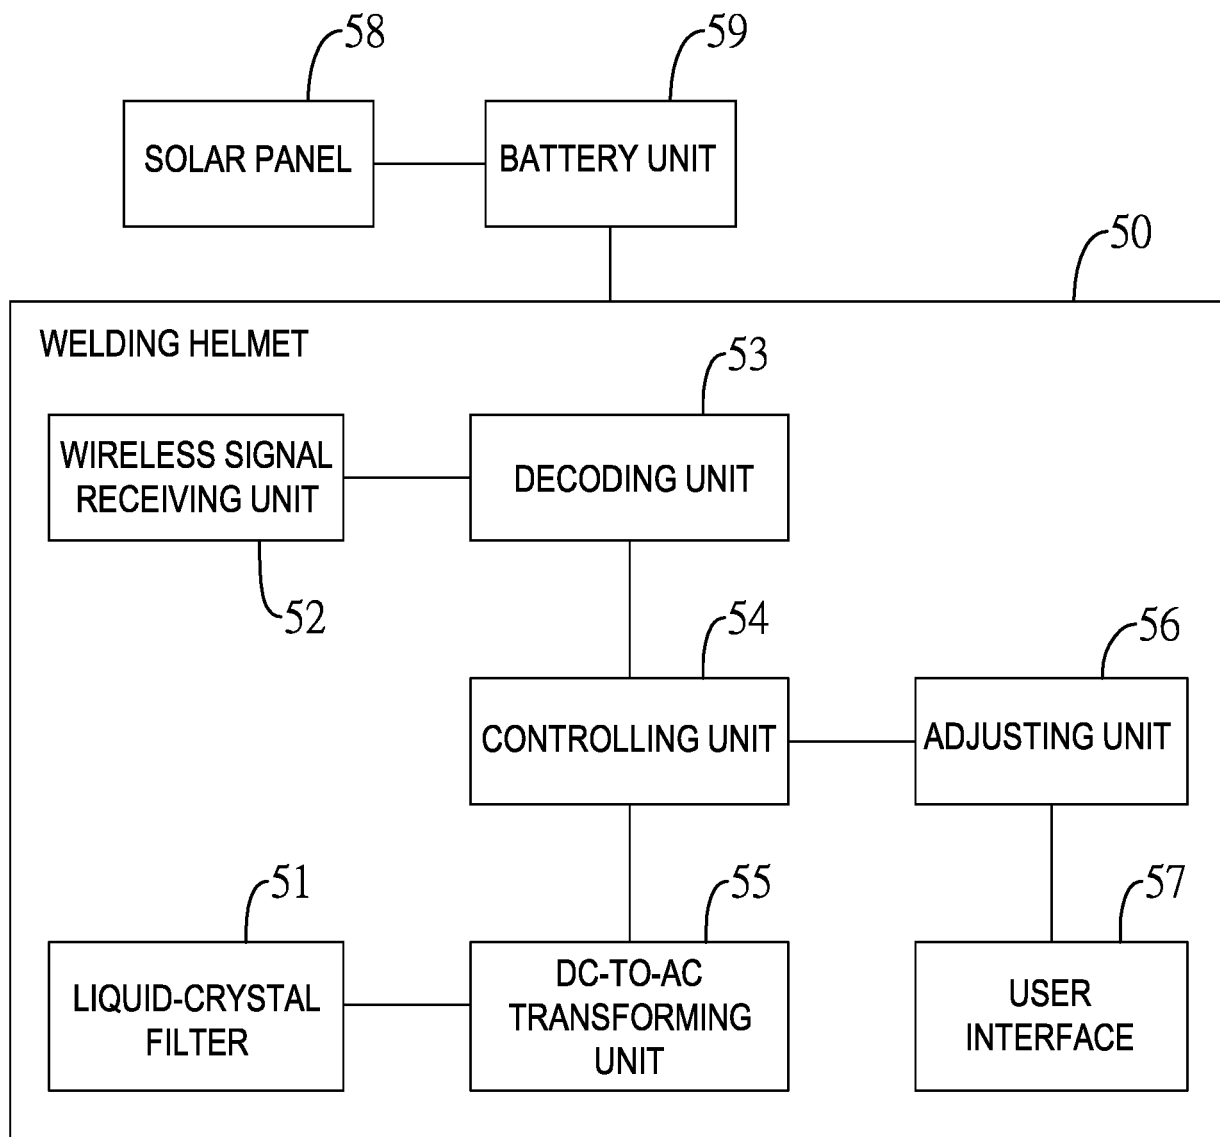 58
59
SOLAR PANEL
BATTERY UNIT
50
WELDING HELMET
53
WIRELESS SIGNAL
RECEIVING UNIT
DECODING UNIT
52
54
56
CONTROLLING UNIT
ADJUSTING UNIT
51
55
57
LIQUID-CRYSTAL
FILTER
DC-TO-AC
TRANSFORMING
UNIT
USER
INTERFACE